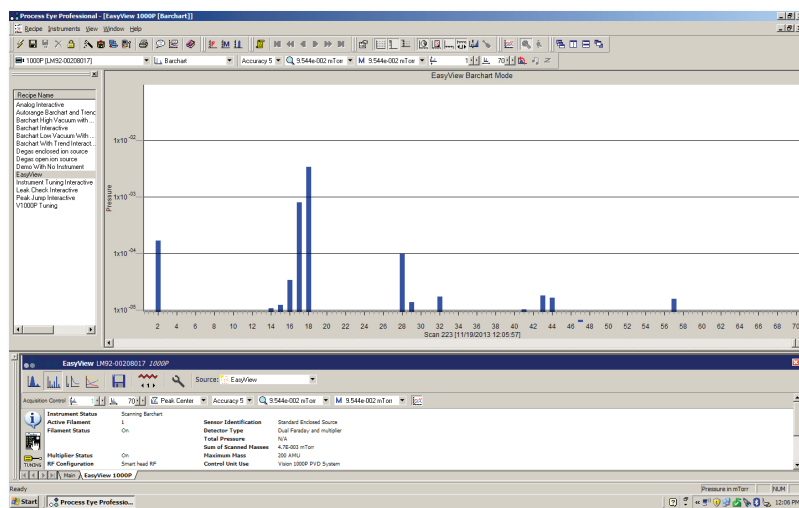 Process Eye Professional - [EasyView 1000P [Barchart]]
Recipe Instruments View Window Help
1000P [LM92-00208017] Barchart Accuracy 5 9.544e-002 mTorr M 9.544e-002 mTorr 1 70
EasyView Barchart Mode
Recipe Name
Analog Interactive
Autorange Barchart and Trenc
Barchart High Vacuum with ...
Barchart Interactive
Barchart Low Vacuum With ...
Barchart With Trend Interact...
Degas enclosed ion source
Degas open ion source
Demo With No Instrument
EasyView
Instrument Tuning Interactive
Leak Check Interactive
Peak Jump Interactive
V1000P Tuning
Pressure
1x10 -02
1x10 -03
1x10 -04
1x10 -05
2 4 6 8 10 12 14 16 18 20 22 24 26 28 30 32 34 36 38 40 42 44 46 48 50 52 54 56 58 60 62 64 66 68 70
Scan 223 [11/19/2013 12:05:57]
EasyView LM92-00208017 1000P
Source: EasyView
Acquisition Control 1 70 Peak Center Accuracy 5 9.544e-002 mTorr M 9.544e-002 mTorr
Instrument Status Scanning Barchart
Active Filament 1 Sensor Identification Standard Enclosed Source
Filament Status On Detector Type Dual Faraday and multiplier
Total Pressure N/A
Sum of Scanned Masses 4.7E-003 mTorr
Multiplier Status On Maximum Mass 200 AMU
TUNING RF Configuration Smart head RF Control Unit Use Vision 1000P PVD System
Main EasyView 1000P
Ready Pressure in mTorr NUM
Start Process Eye Professio... 12:06 PM